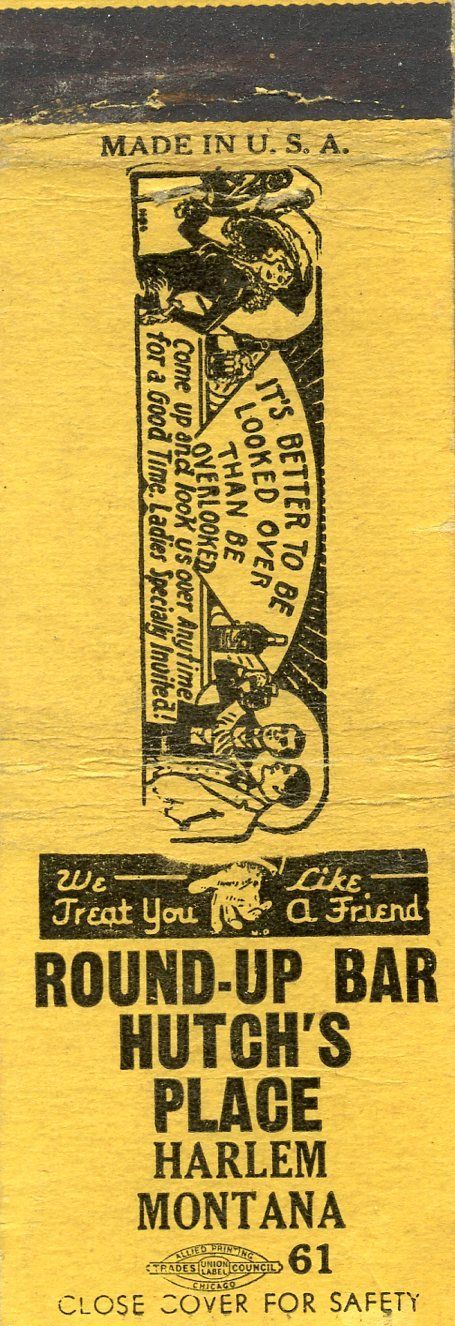 MADE IN U. S. A.
IT'S BETTER TO BE
LOOKED OVER
THAN BE
OVERLOOKED
Come up and look us over Anytime
for a Good Time. Ladies Specially Invited!
We Treat You
Like A Friend
ROUND-UP BAR
HUTCH'S
PLACE
HARLEM
MONTANA
ALLIED PRINTING
TRADES UNION LABEL COUNCIL
CHICAGO
61
CLOSE COVER FOR SAFETY